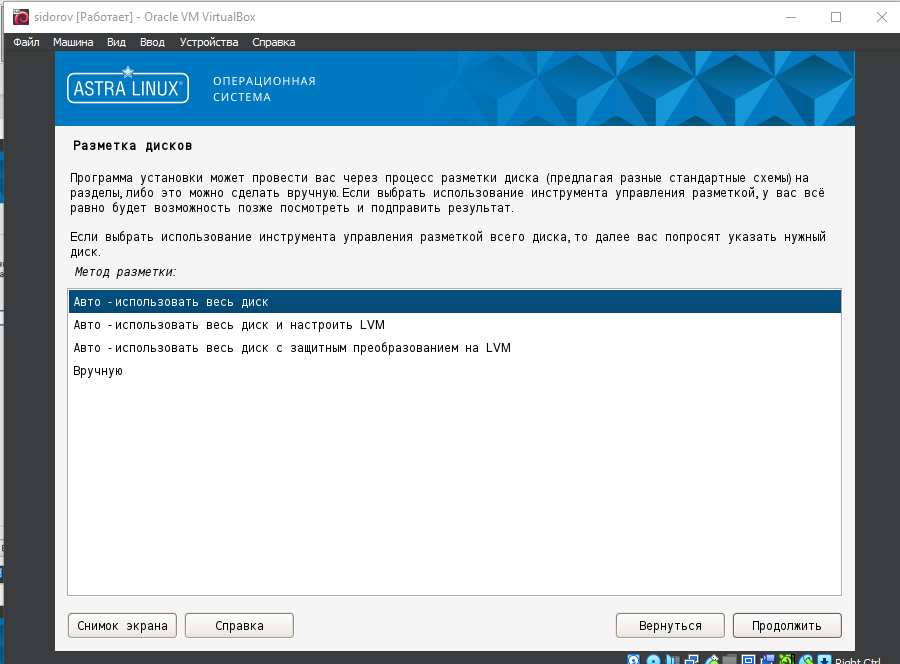 sidorov [Работает] - Oracle VM VirtualBox
Файл Машина Вид Ввод Устройства Справка
ASTRA LINUX®
ОПЕРАЦИОННАЯ
СИСТЕМА
Разметка дисков
Программа установки может провести вас через процесс разметки диска (предлагая разные стандартные схемы) на
разделы, либо это можно сделать вручную. Если выбрать использование инструмента управления разметкой, у вас всё
равно будет возможность позже посмотреть и подправить результат.
Если выбрать использование инструмента управления разметкой всего диска, то далее вас попросят указать нужный
диск.
Метод разметки:
Авто - использовать весь диск
Авто - использовать весь диск и настроить LVM
Авто - использовать весь диск с защитным преобразованием на LVM
Вручную
Снимок экрана Справка Вернуться Продолжить
Right Ctrl